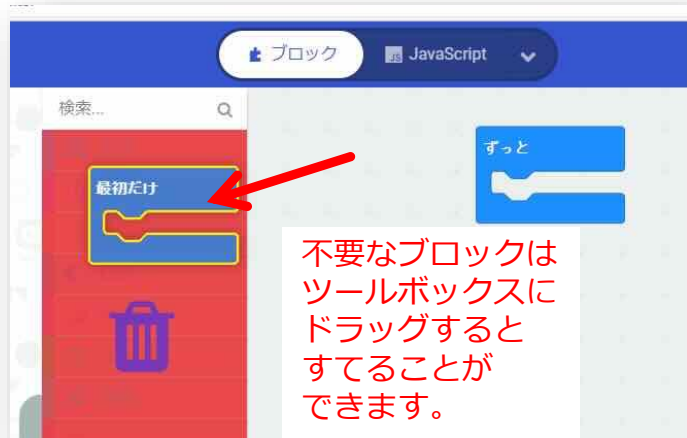 ブロック
JS JavaScript
検索...
最初だけ
ずっと
不要なブロックは
ツールボックスに
ドラッグすると
すてることが
できます。